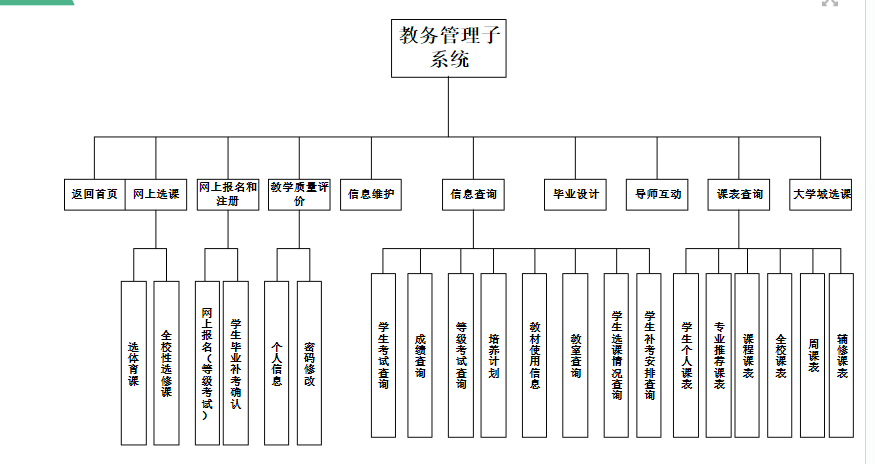 教务管理子
系统
返回首页
网上选课
网上报名和
注册
教学质量评
价
信息维护
信息查询
毕业设计
导师互动
课表查询
大学城选课
选体育课
全校性选修课
网上报名（等级考试）
学生毕业补考确认
个人信息
密码修改
学生考试查询
成绩查询
等级考试查询
培养计划
教材使用信息
教室查询
学生选课情况查询
学生补考安排查询
学生个人课表
专业推荐课表
课程课表
全校课表
周课表
辅修课表